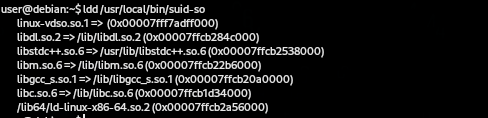 user@debian:~$ ldd /usr/local/bin/suid-so
linux-vdso.so.1 => (0x00007fff7adff000)
libdl.so.2 => /lib/libdl.so.2 (0x00007ffcb284c000)
libstdc++.so.6 => /usr/lib/libstdc++.so.6 (0x00007ffcb2538000)
libm.so.6 => /lib/libm.so.6 (0x00007ffcb22b6000)
libgcc_s.so.1 => /lib/libgcc_s.so.1 (0x00007ffcb20a0000)
libc.so.6 => /lib/libc.so.6 (0x00007ffcb1d34000)
/lib64/ld-linux-x86-64.so.2 (0x00007ffcb2a56000)